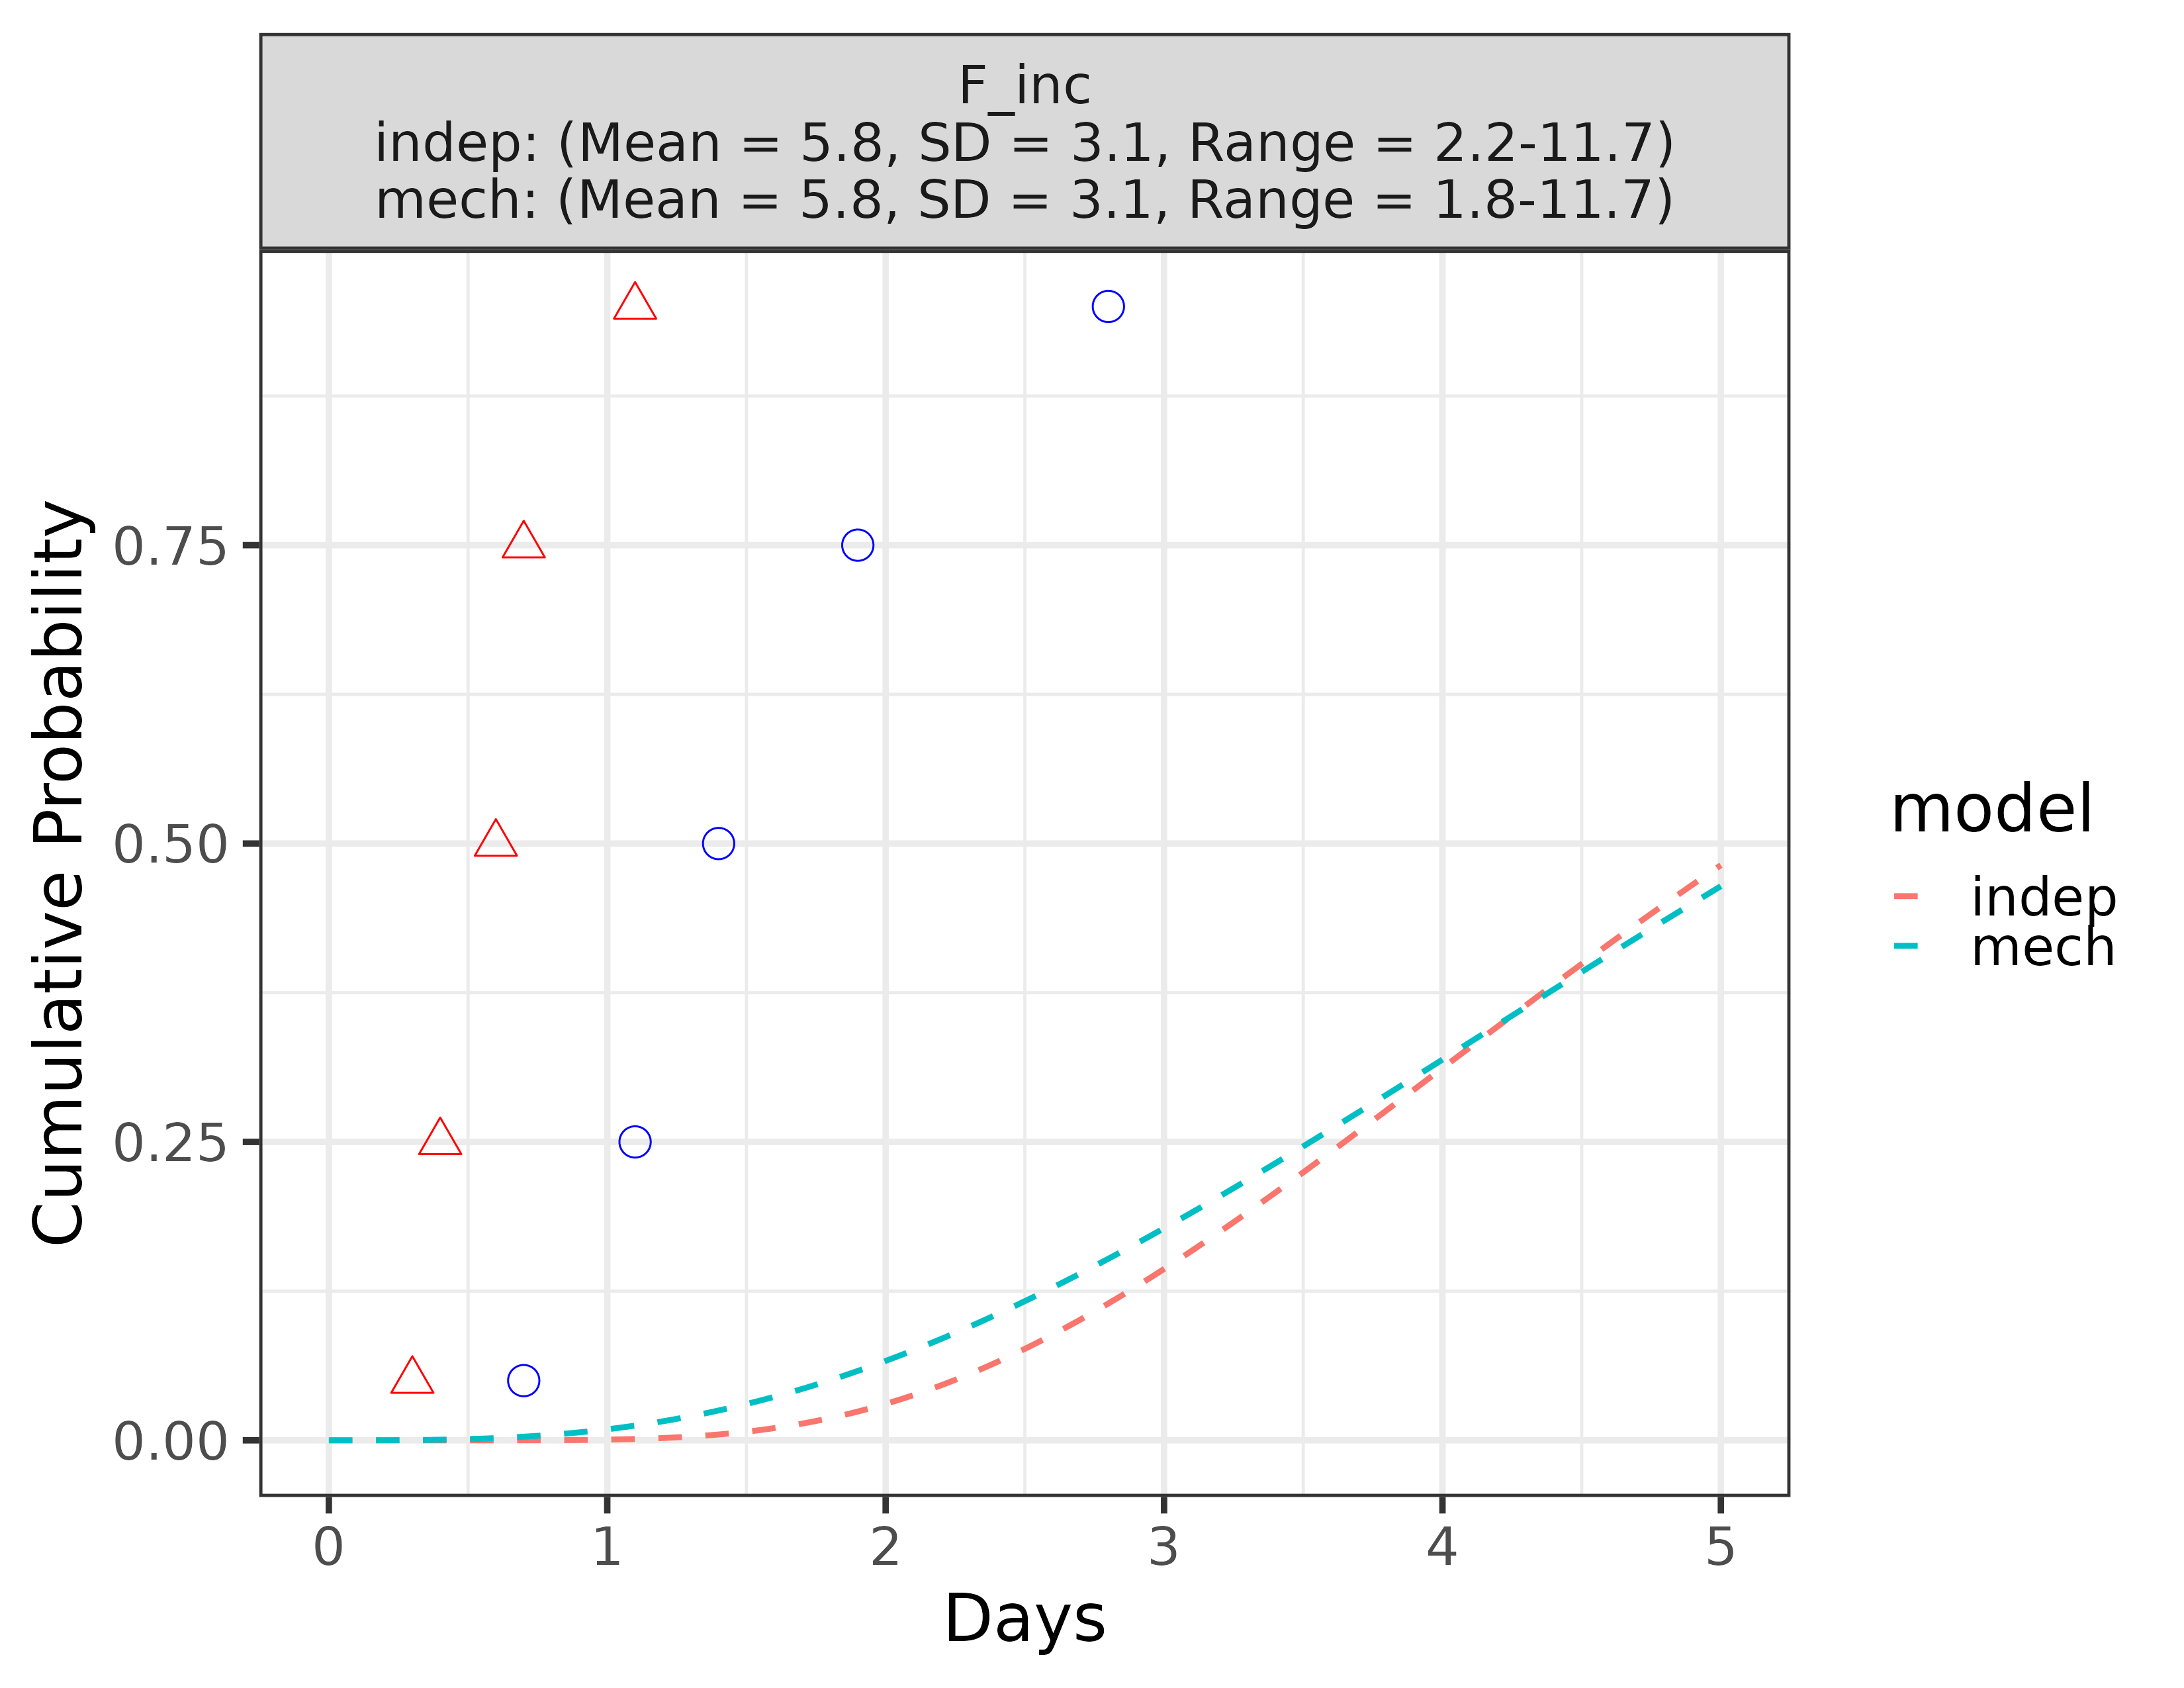 F_inc
indep: (Mean = 5.8, SD = 3.1, Range = 2.2-11.7)
mech: (Mean = 5.8, SD = 3.1, Range = 1.8-11.7)
Cumulative Probability
0.75
0.50
0.25
0.00
0 1 2 3 4 5
Days
model
indep
mech